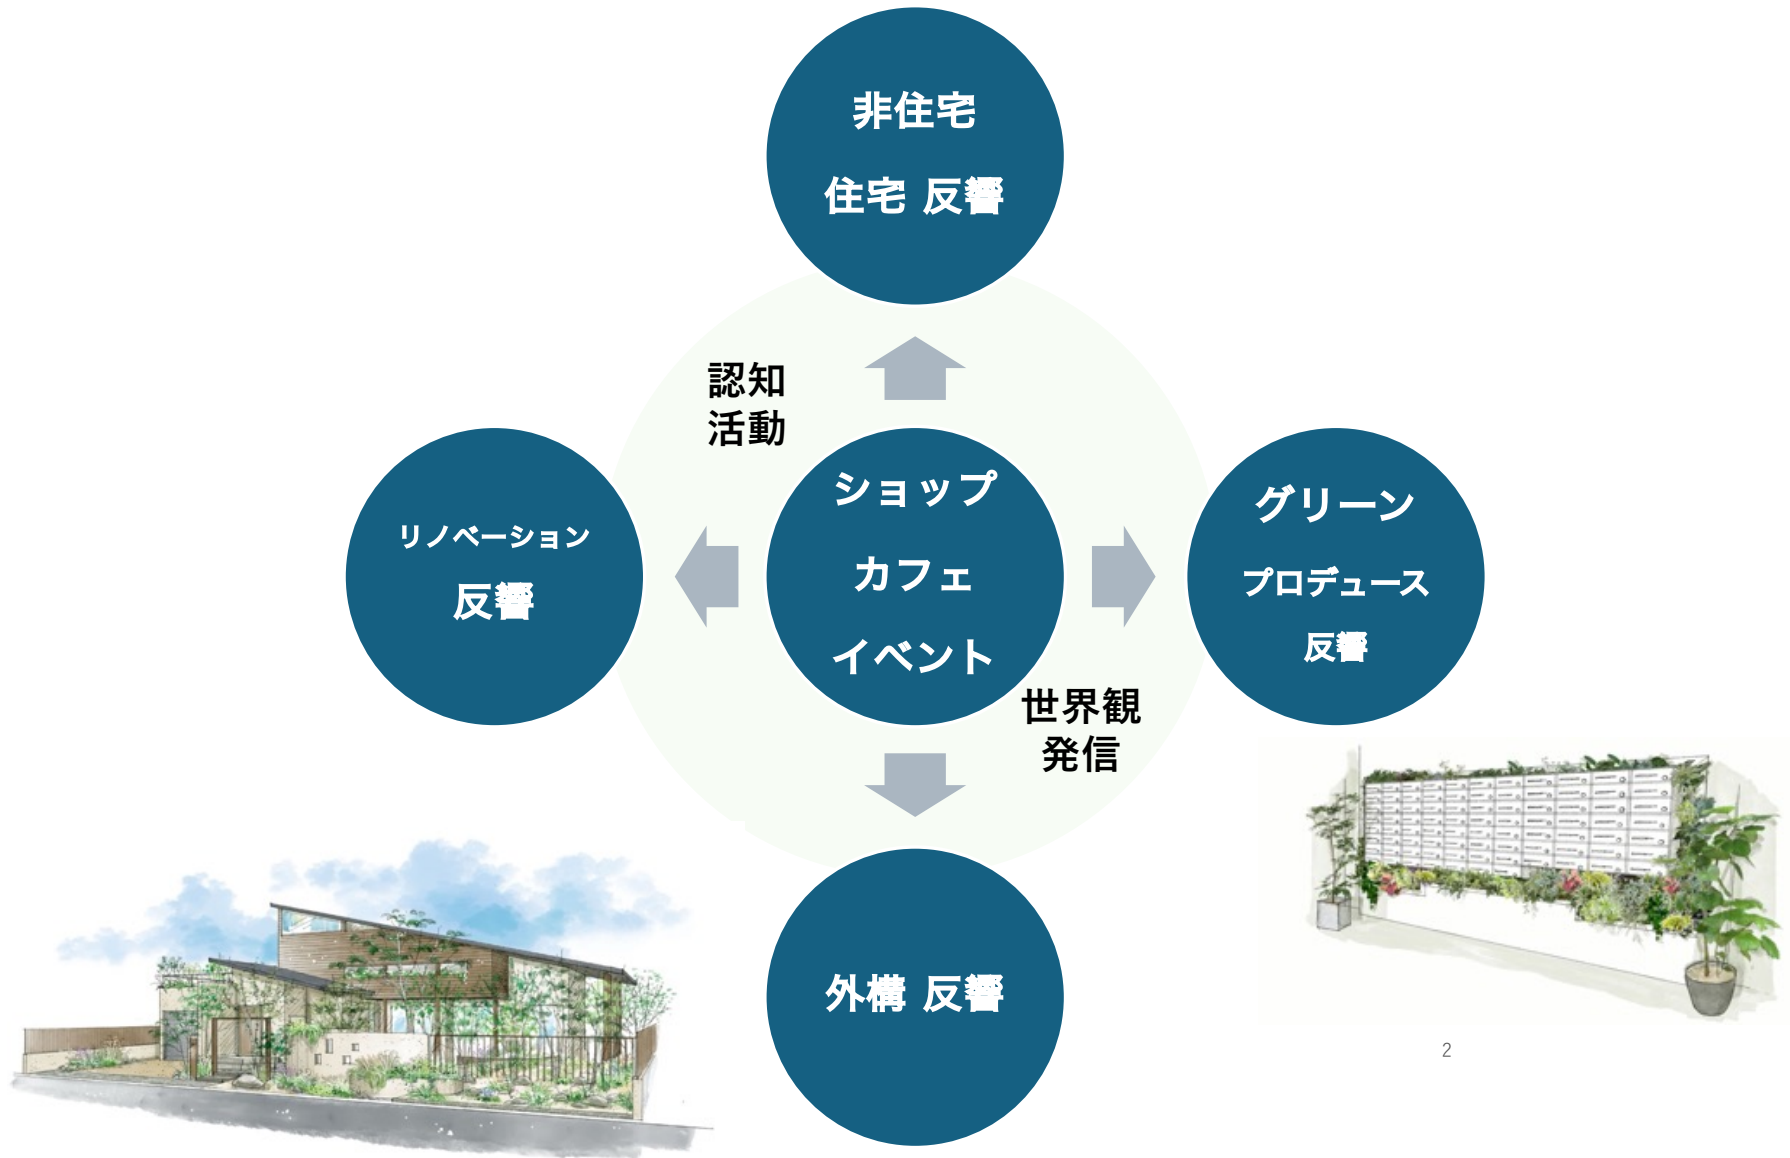 非住宅
住宅 反響
認知
活動
リノベーション
反響
ショップ
カフェ
イベント
グリーン
プロデュース
反響
世界観
発信
外構 反響
2